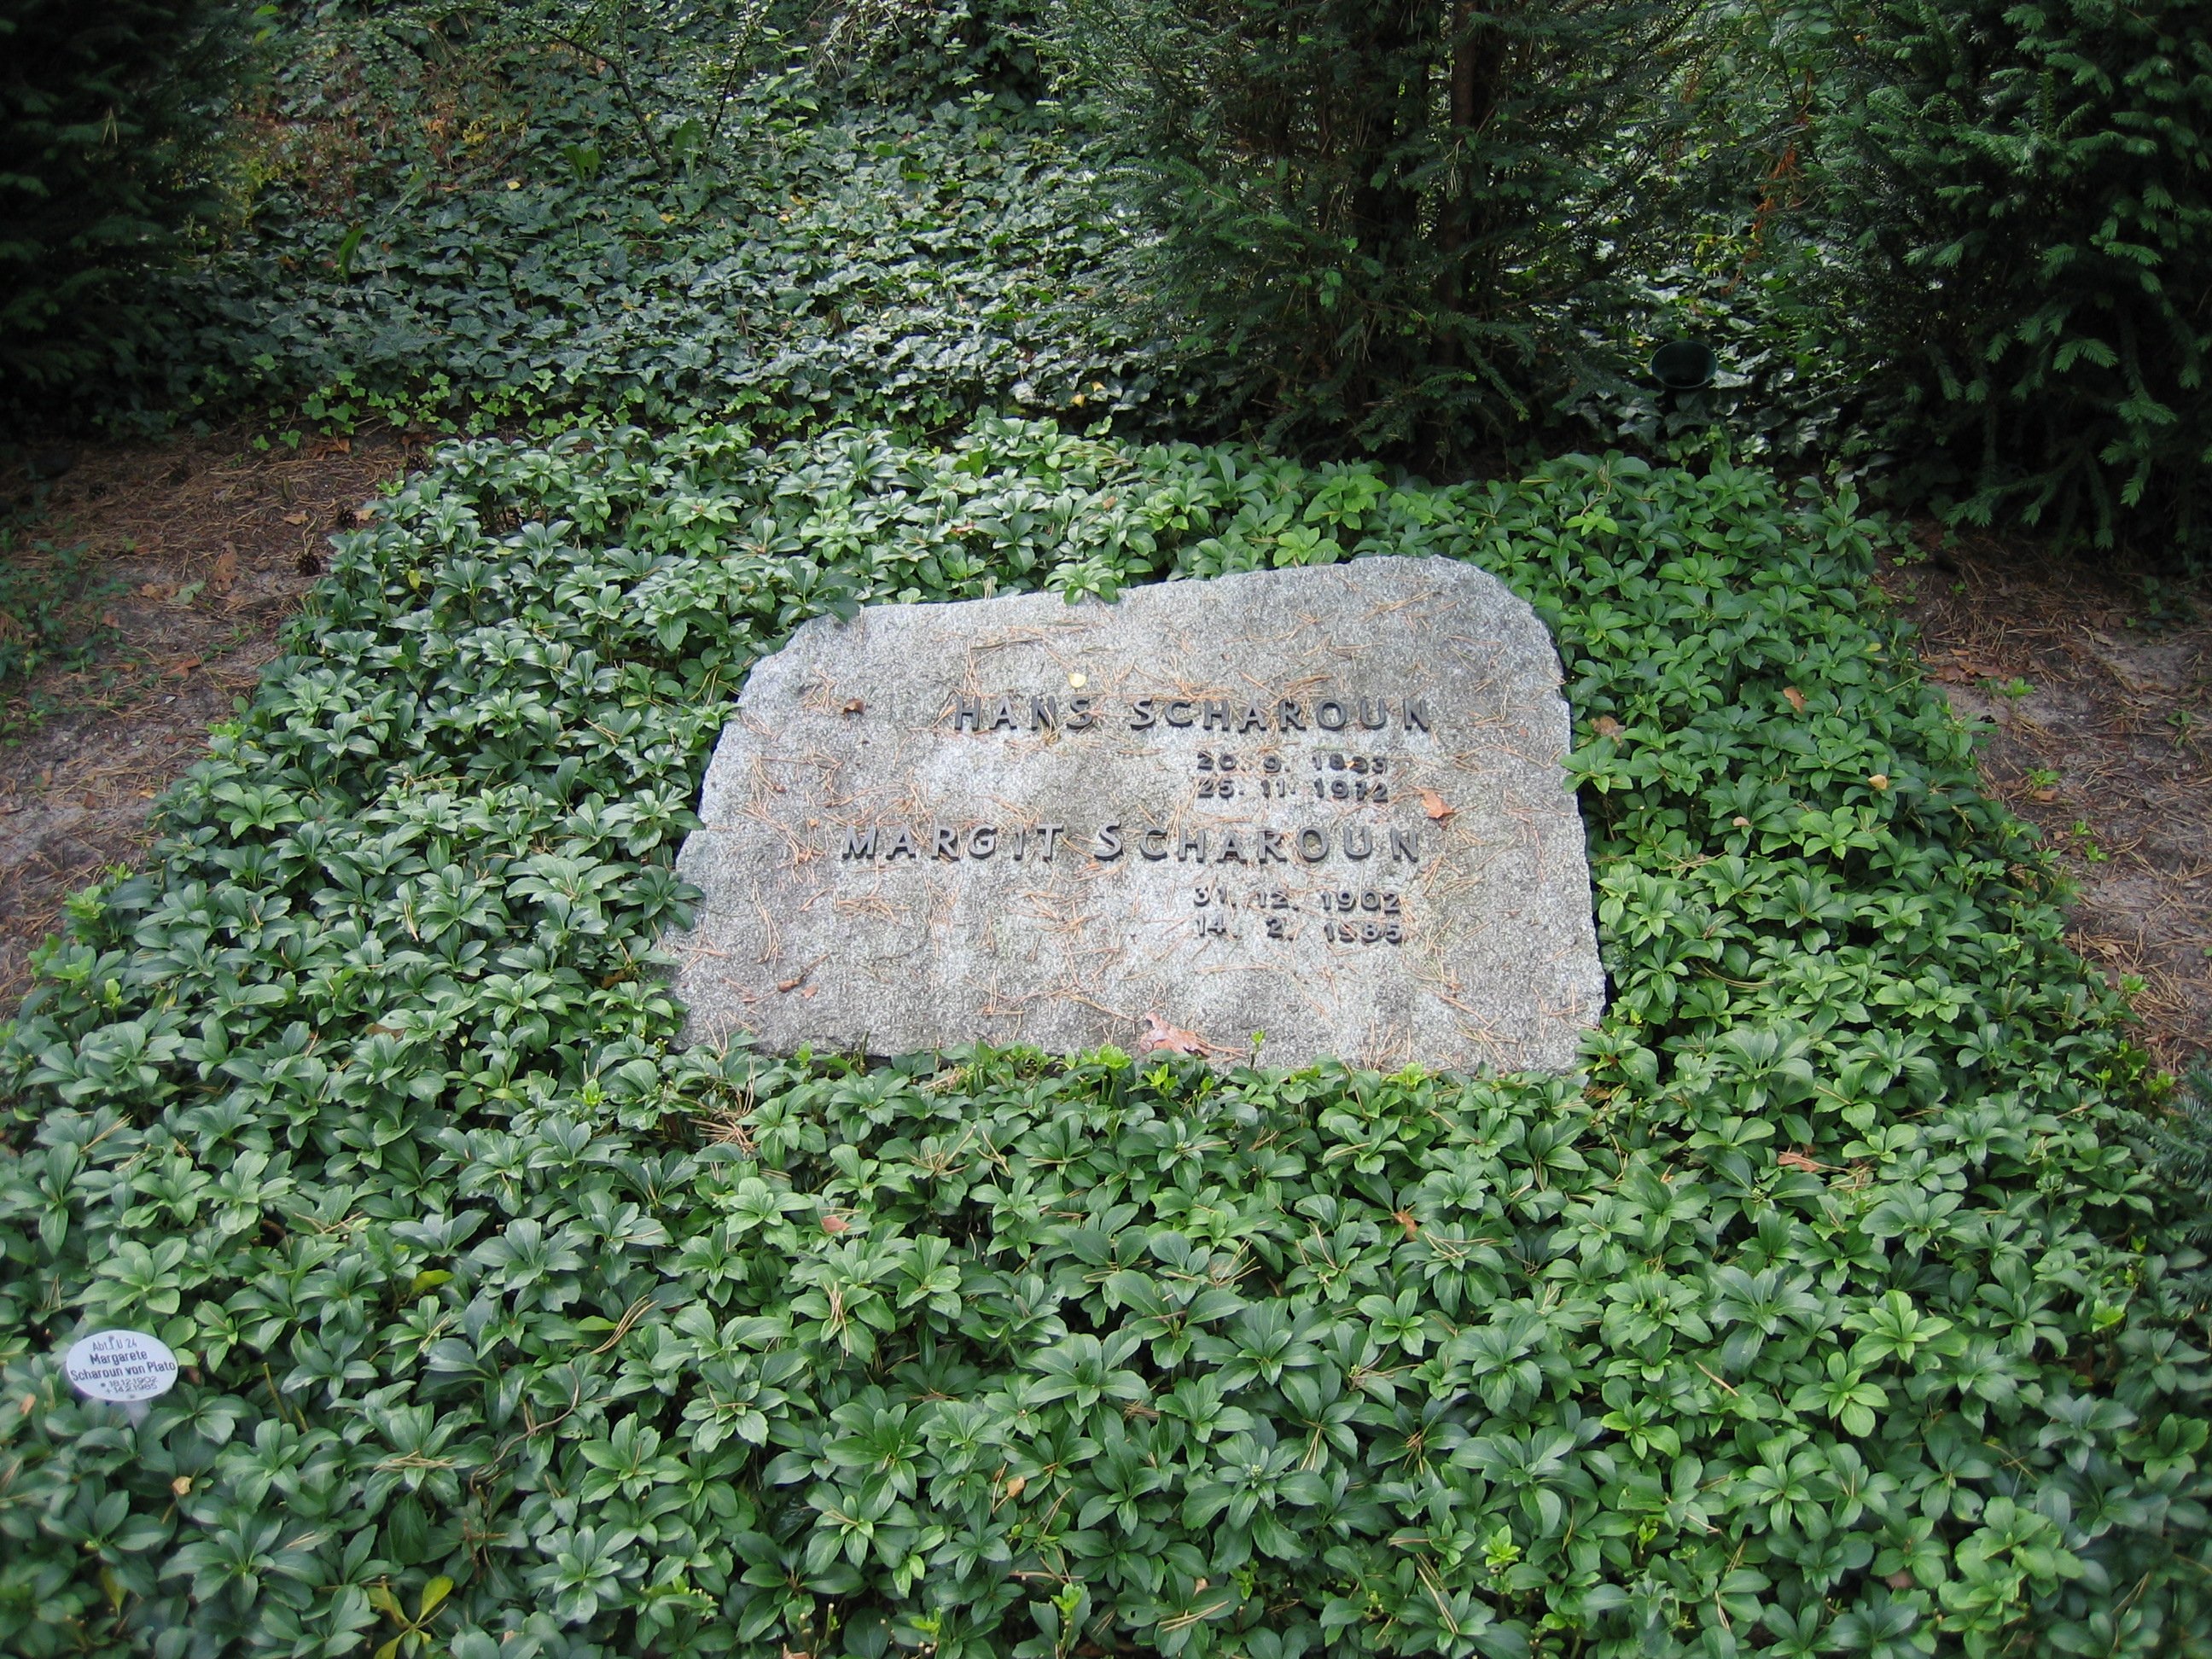 HANS SCHAROUN
20. 9. 1893
25. 11. 1972
MARGIT SCHAROUN
31. 12. 1902
14. 2. 1985
Abt. U 24
Margarete
Scharoun von Plato